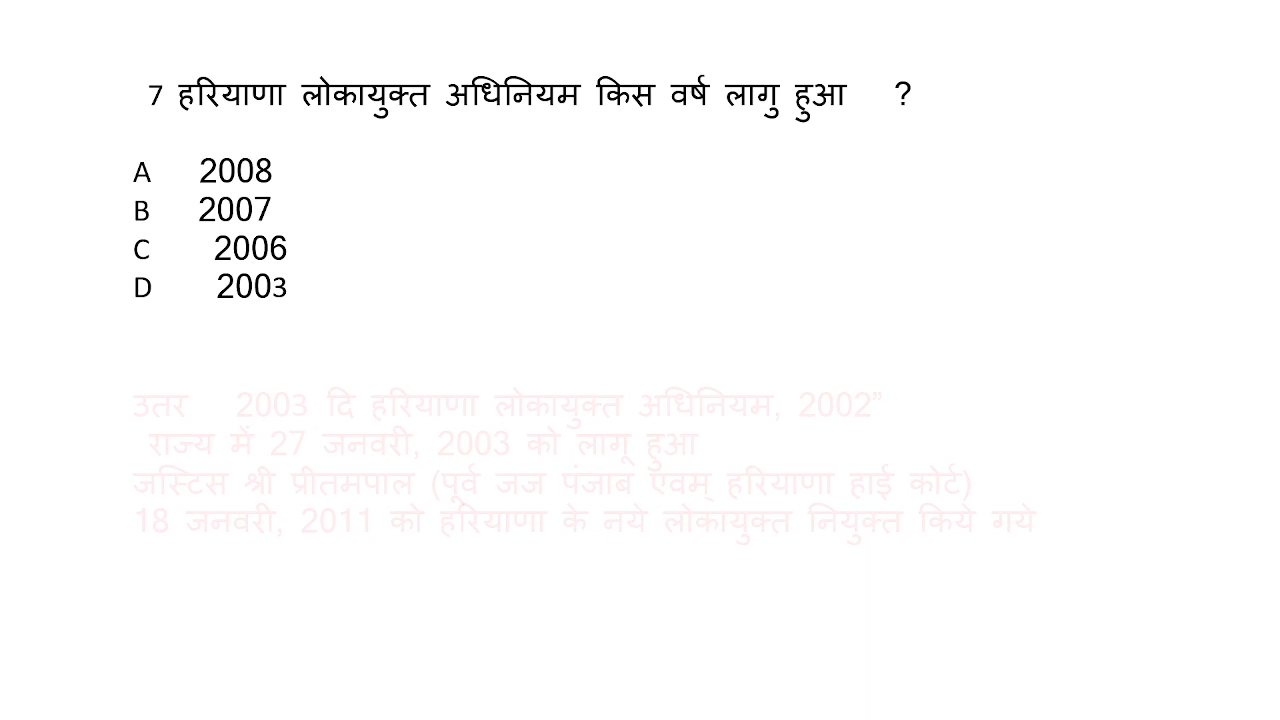 7 हरियाणा लोकायुक्त अधिनियम किस वर्ष लागु हुआ ?
A 2008
B 2007
C 2006
D 2003
उतर 2003 दि हरियाणा लोकायुक्त अधिनियम, 2002”
राज्य में 27 जनवरी, 2003 को लागू हुआ
जस्टिस श्री प्रीतमपाल (पूर्व जज पंजाब एवम् हरियाणा हाई कोर्ट)
18 जनवरी, 2011 को हरियाणा के नये लोकायुक्त नियुक्त किये गये